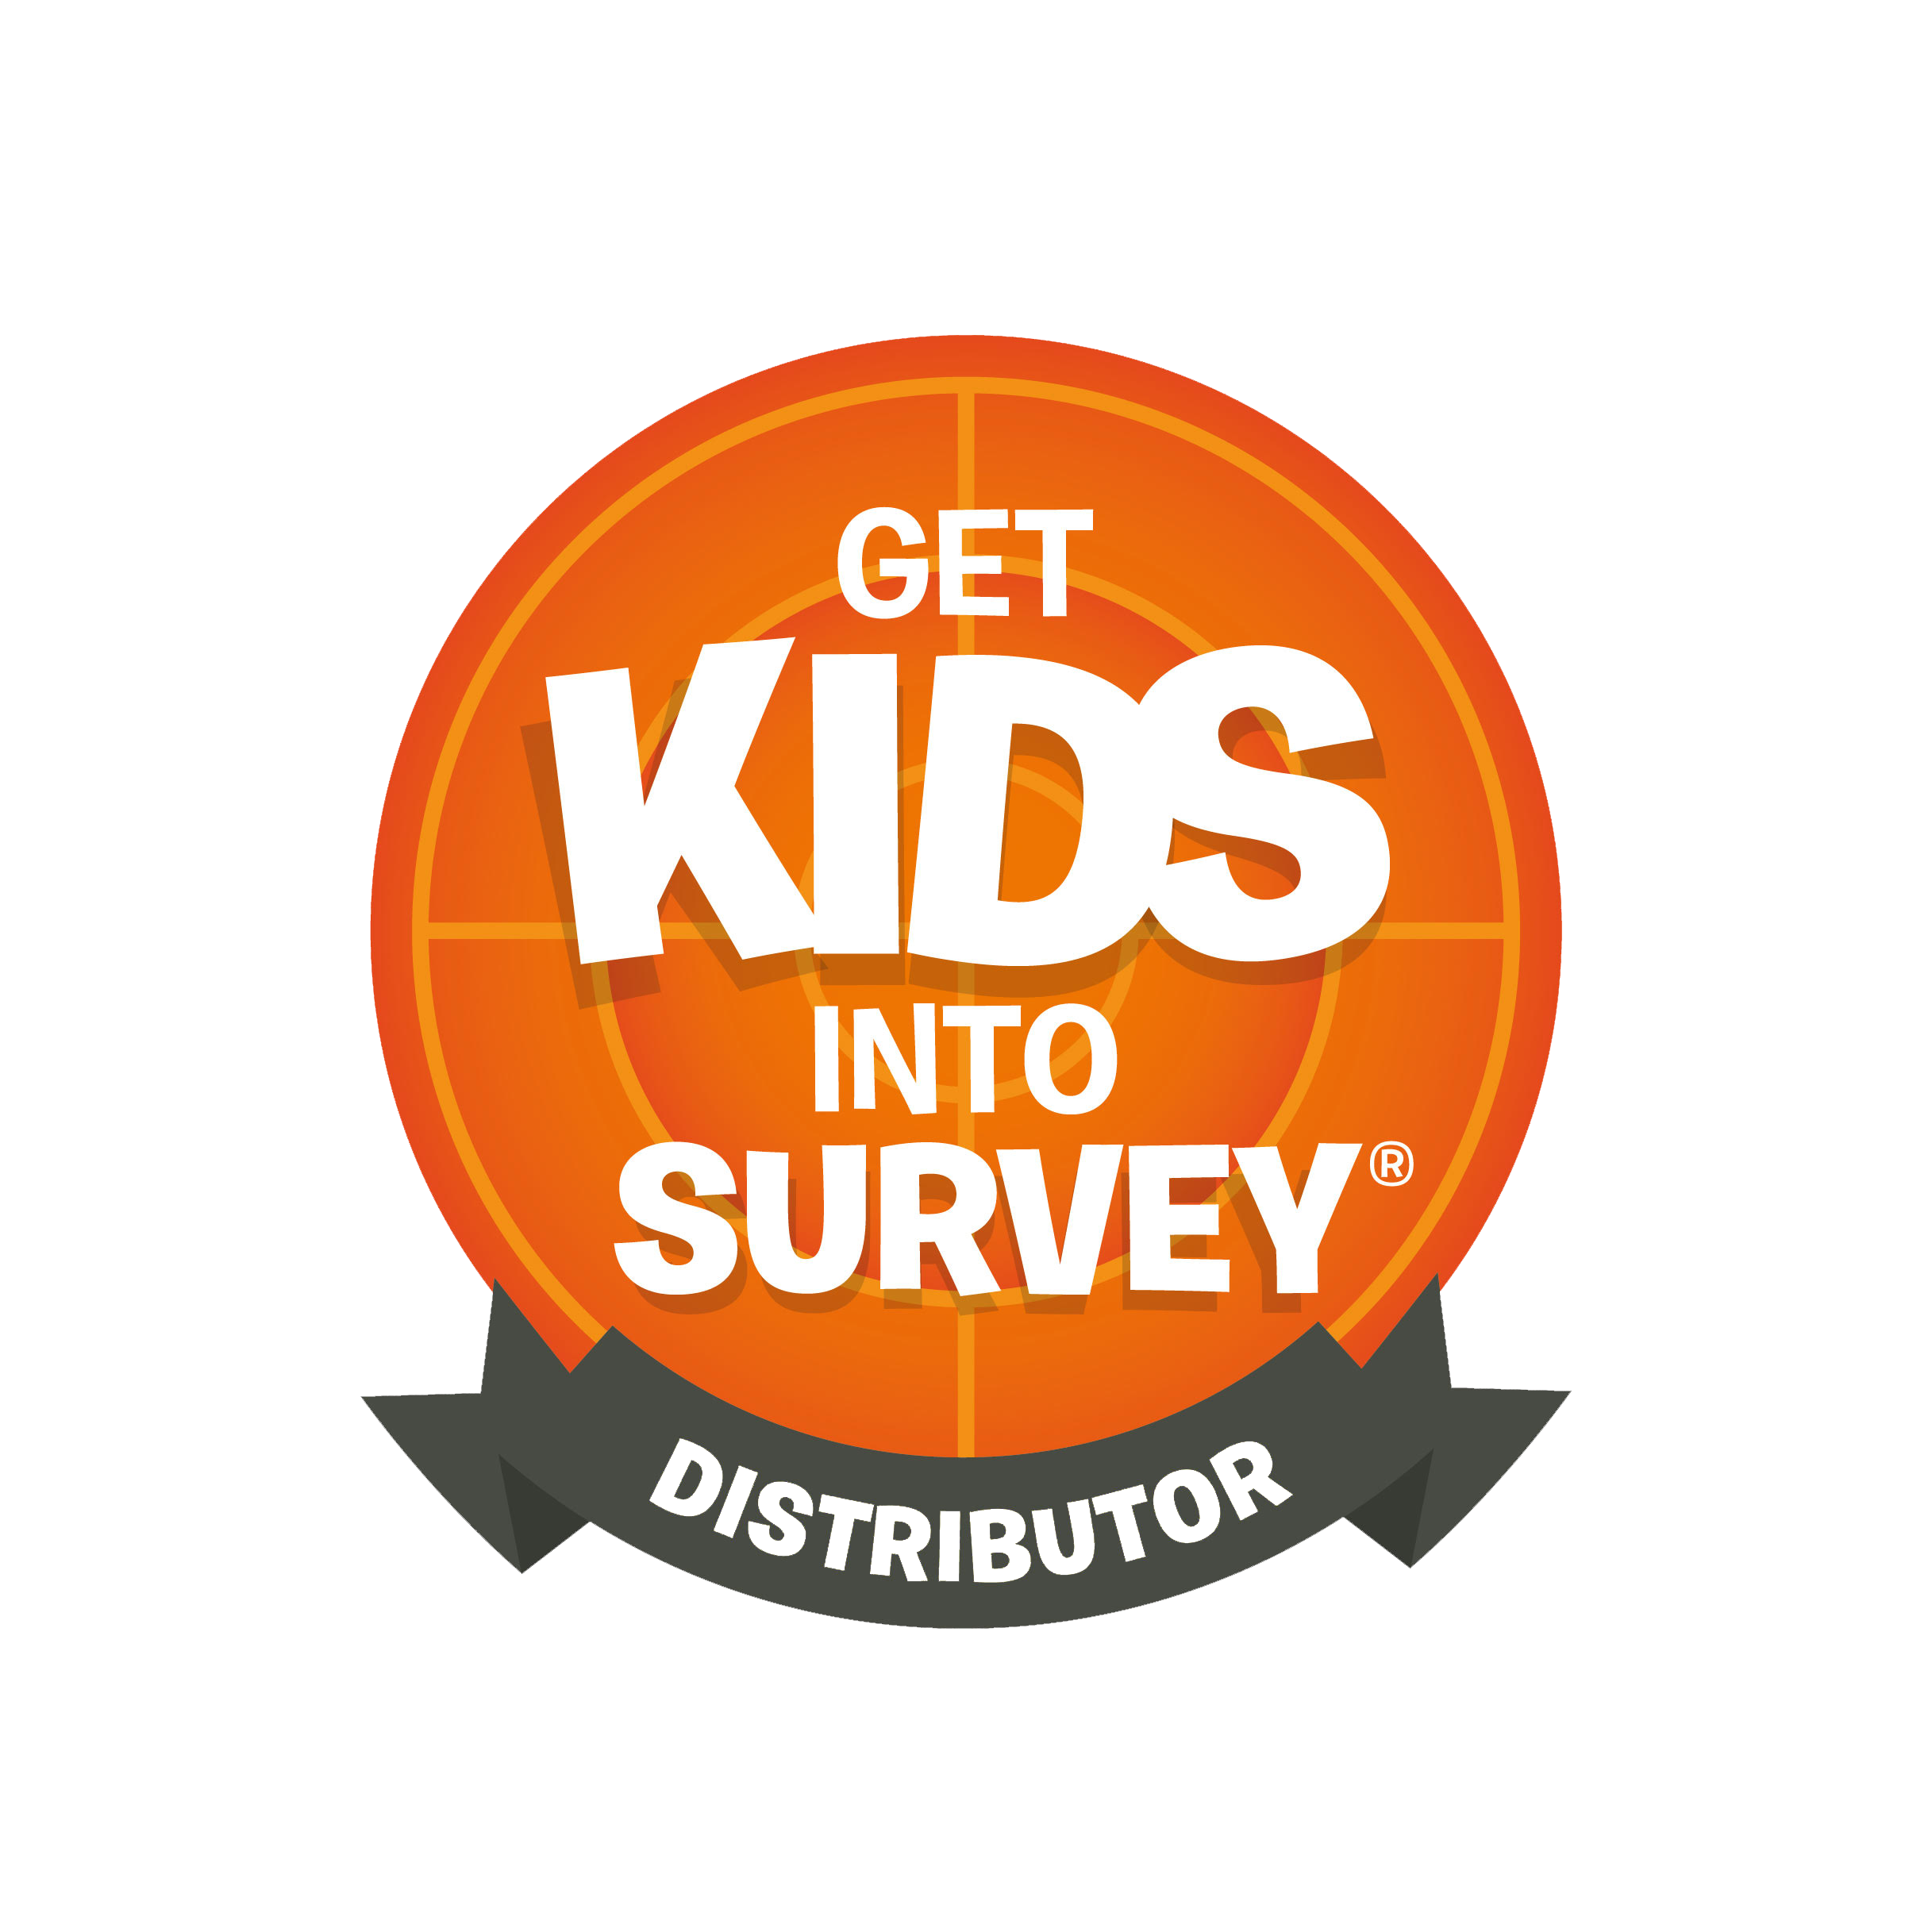 GET
KIDS
INTO
SURVEY®
DISTRIBUTOR